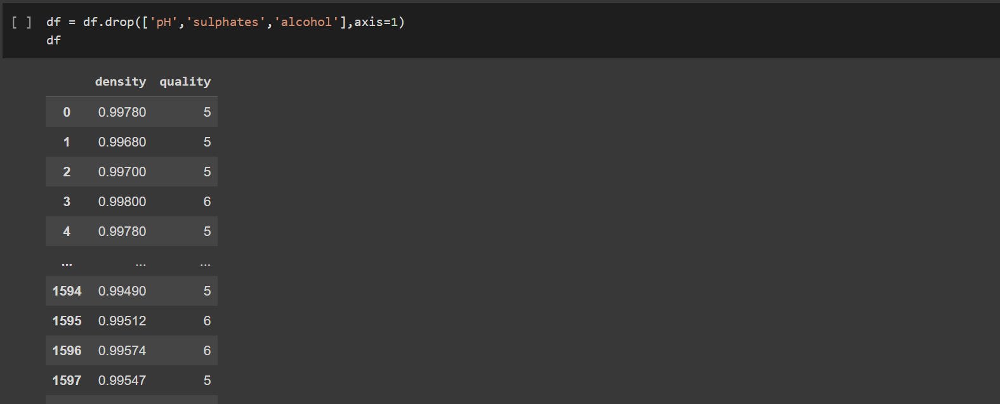 [ ] df = df.drop(['pH','sulphates','alcohol'],axis=1)
df
density quality
0 0.99780 5
1 0.99680 5
2 0.99700 5
3 0.99800 6
4 0.99780 5
... ... ...
1594 0.99490 5
1595 0.99512 6
1596 0.99574 6
1597 0.99547 5